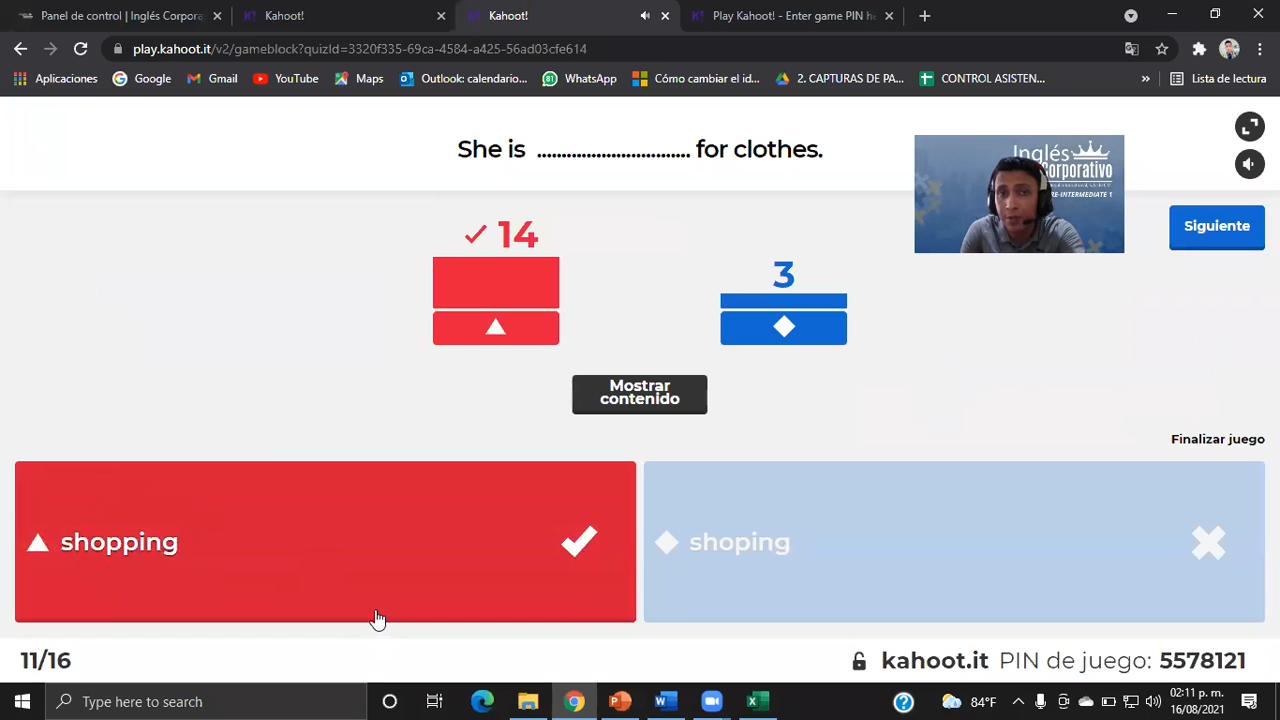 Panel de control | Inglés Corpora
Kahoot!
Kahoot!
Play Kahoot! - Enter game PIN he
play.kahoot.it/v2/gameblock?quizId=3320f335-69ca-4584-a425-56ad03cfe614
Aplicaciones
Google
Gmail
YouTube
Maps
Outlook: calendario...
81
WhatsApp
Cómo cambiar el id...
2. CAPTURAS DE PA...
CONTROL ASISTEN...
»
Lista de lectura
She is ............................... for clothes.
Inglés
Corporativo
RE-INTERMEDIATE 1
Siguiente
14
3
Mostrar
contenido
Finalizar juego
shopping
shoping
11/16
kahoot.it PIN de juego: 5578121
Type here to search
84°F
02:11 p. m.
16/08/2021